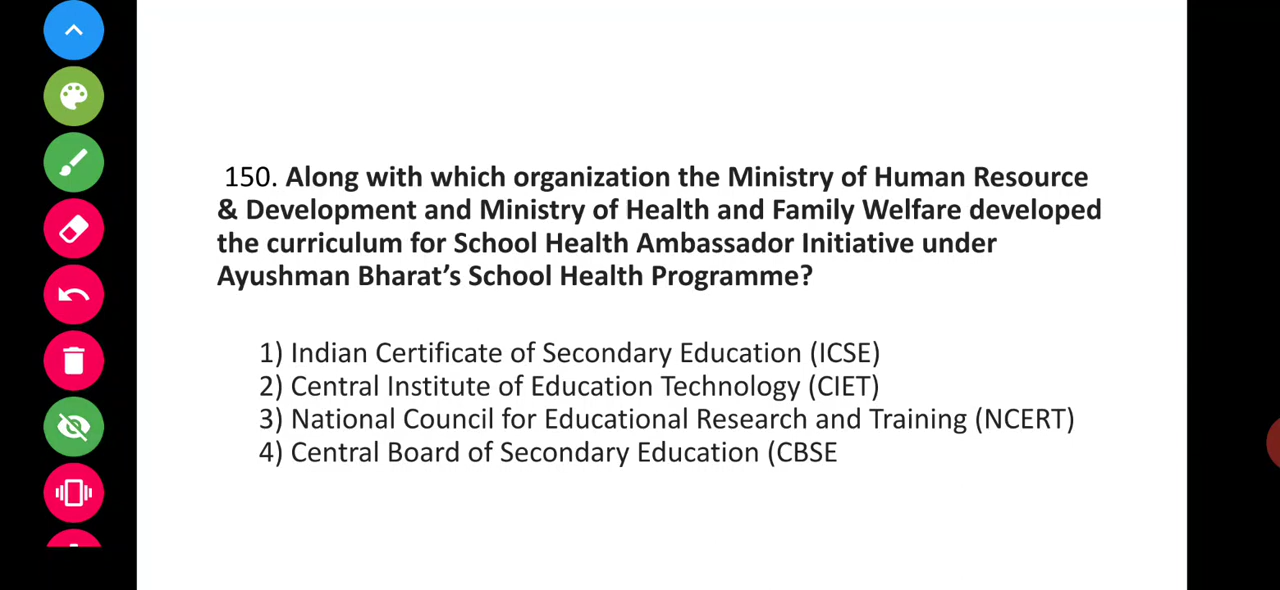 150. Along with which organization the Ministry of Human Resource
& Development and Ministry of Health and Family Welfare developed
the curriculum for School Health Ambassador Initiative under
Ayushman Bharat’s School Health Programme?
1) Indian Certificate of Secondary Education (ICSE)
2) Central Institute of Education Technology (CIET)
3) National Council for Educational Research and Training (NCERT)
4) Central Board of Secondary Education (CBSE